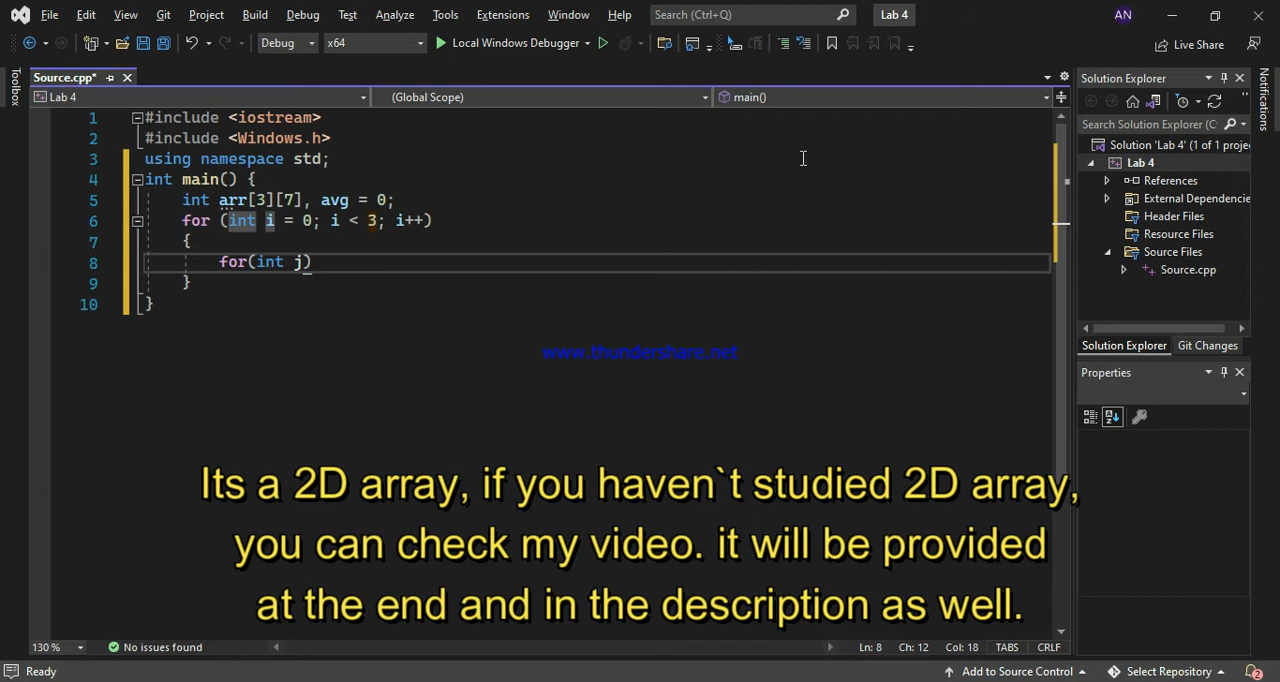 File Edit View Git Project Build Debug Test Analyze Tools Extensions Window Help Search (Ctrl+Q) Lab 4 AN
Debug x64 Local Windows Debugger Live Share
Toolbox
Source.cpp*
Lab 4 (Global Scope) main()
1 #include <iostream>
2 #include <Windows.h>
3 using namespace std;
4 int main() {
5 int arr[3][7], avg = 0;
6 for (int i = 0; i < 3; i++)
7 {
8 for(int j)
9 }
10 }
www.thundershare.net
Its a 2D array, if you haven`t studied 2D array,
you can check my video. it will be provided
at the end and in the description as well.
130 % No issues found Ln: 8 Ch: 12 Col: 18 TABS CRLF
Solution Explorer
Search Solution Explorer (C
Solution 'Lab 4' (1 of 1 proje
Lab 4
References
External Dependencie
Header Files
Resource Files
Source Files
Source.cpp
Solution Explorer Git Changes
Properties
Notifications
Ready Add to Source Control Select Repository 2